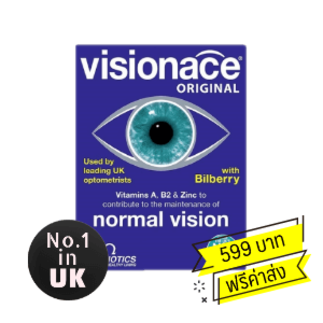 visionace®
ORIGINAL
Used by
leading UK
optometrists
with
Bilberry
Vitamins A, B2 & Zinc to
contribute to the maintenance of
normal vision
No.1
in
UK
599 บาท
ฟรีค่าส่ง